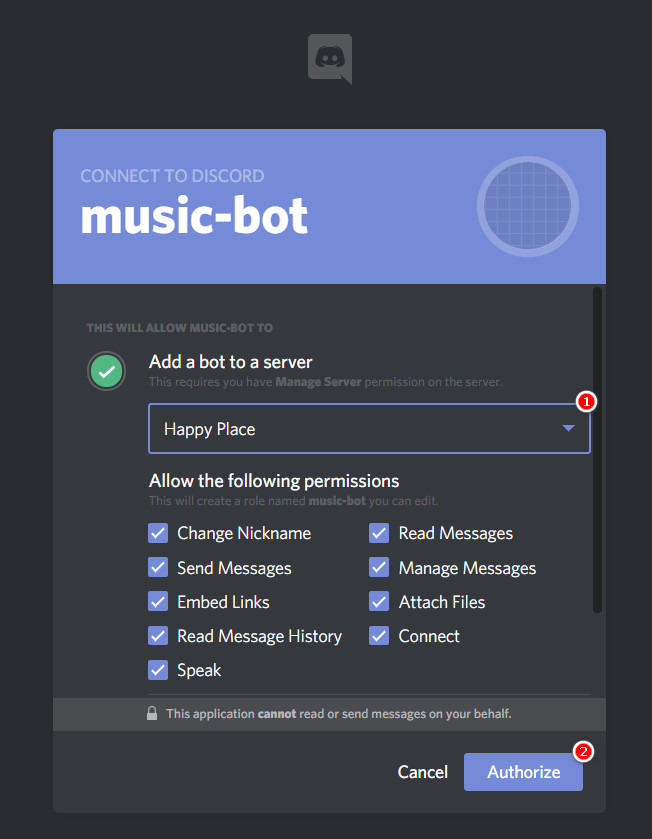 CONNECT TO DISCORD
music-bot
THIS WILL ALLOW MUSIC-BOT TO
Add a bot to a server
This requires you have Manage Server permission on the server.
1
Happy Place
Allow the following permissions
This will create a role named music-bot you can edit.
Change Nickname Read Messages
Send Messages Manage Messages
Embed Links Attach Files
Read Message History Connect
Speak
This application cannot read or send messages on your behalf.
2
Cancel Authorize